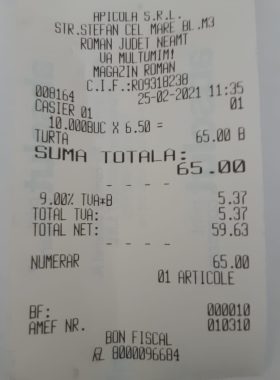 APICOLA S.R.L.
STR.STEFAN CEL MARE BL.M3
ROMAN JUDET NEAMT
VA MULTUMIM!
MAGAZIN ROMAN
C.I.F.:RO9318238
008164 25-02-2021 11:35
CASIER 01 01
10.000BUC X 6.50 =
TURTA 65.00 B
SUMA TOTALA:
65.00
- - - -
9.00% TVA*B 5.37
TOTAL TVA: 5.37
TOTAL NET: 59.63
- - - -
NUMERAR 65.00
01 ARTICOLE
BF: 000010
AMEF NR. 010310
BON FISCAL
8000096684